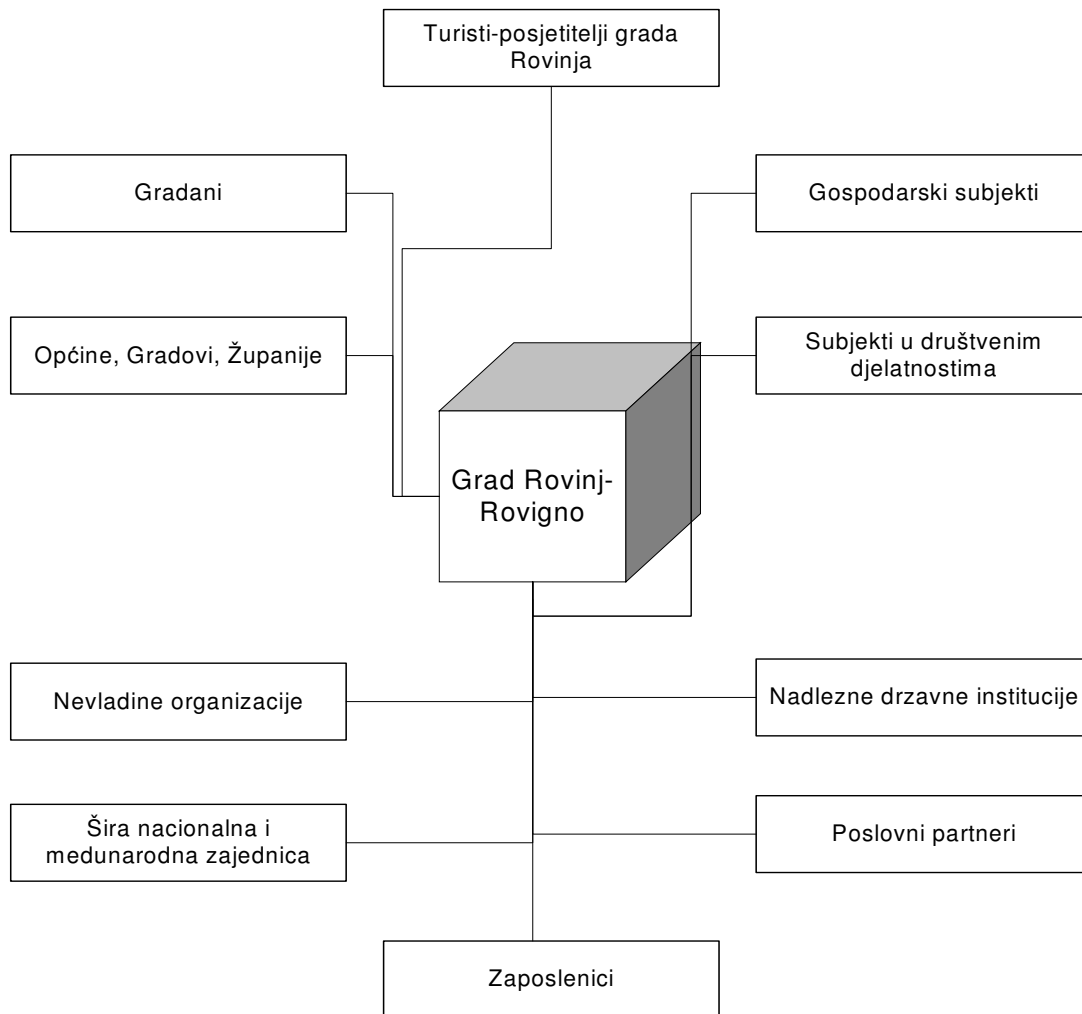 Turisti-posjetitelji grada
Rovinja
Gradani
Gospodarski subjekti
Općine, Gradovi, Županije
Subjekti u društvenim
djelatnostima
Grad Rovinj-
Rovigno
Nevladine organizacije
Nadlezne drzavne institucije
Šira nacionalna i
medunarodna zajednica
Poslovni partneri
Zaposlenici